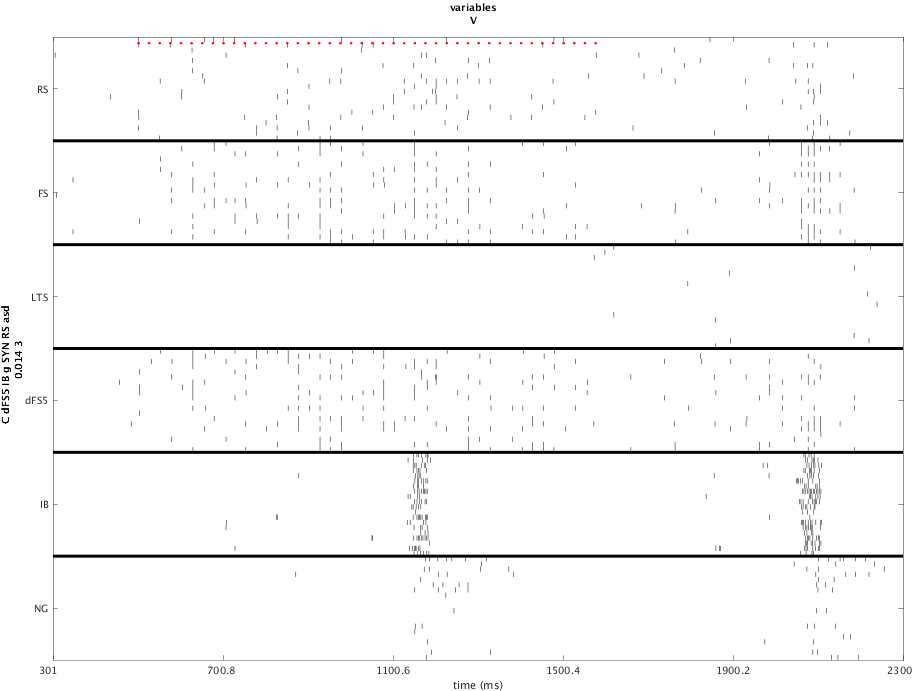 variables
V
RS
FS
LTS
dFS5
IB
NG
C dFS5 IB g SYN RS asd
0.014 3
301
700.8
1100.6
1500.4
1900.2
2300
time (ms)